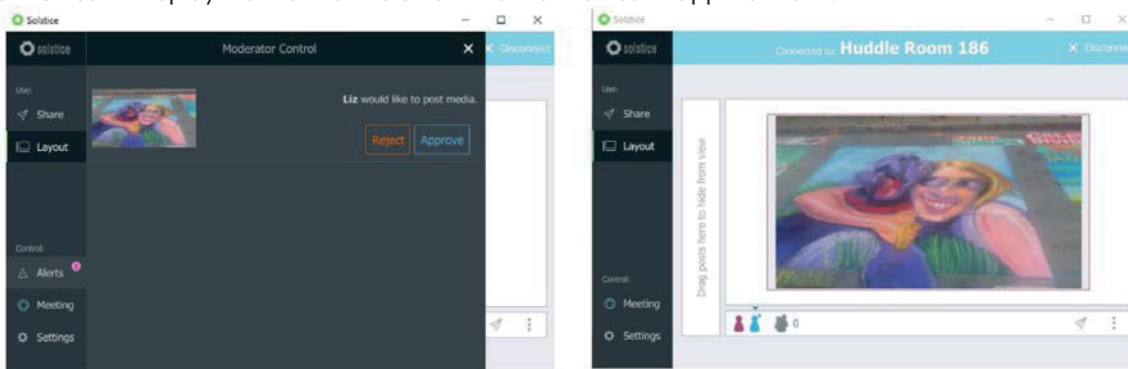 Solstice
solstice
Moderator Control
Disconnect
Use:
Share
Layout
Liz would like to post media.
Reject
Approve
Control:
Alerts
Meeting
Settings
Solstice
solstice
Connected to: Huddle Room 186
Use:
Share
Layout
Drag posts here to hide from view
Control:
Meeting
Settings
0